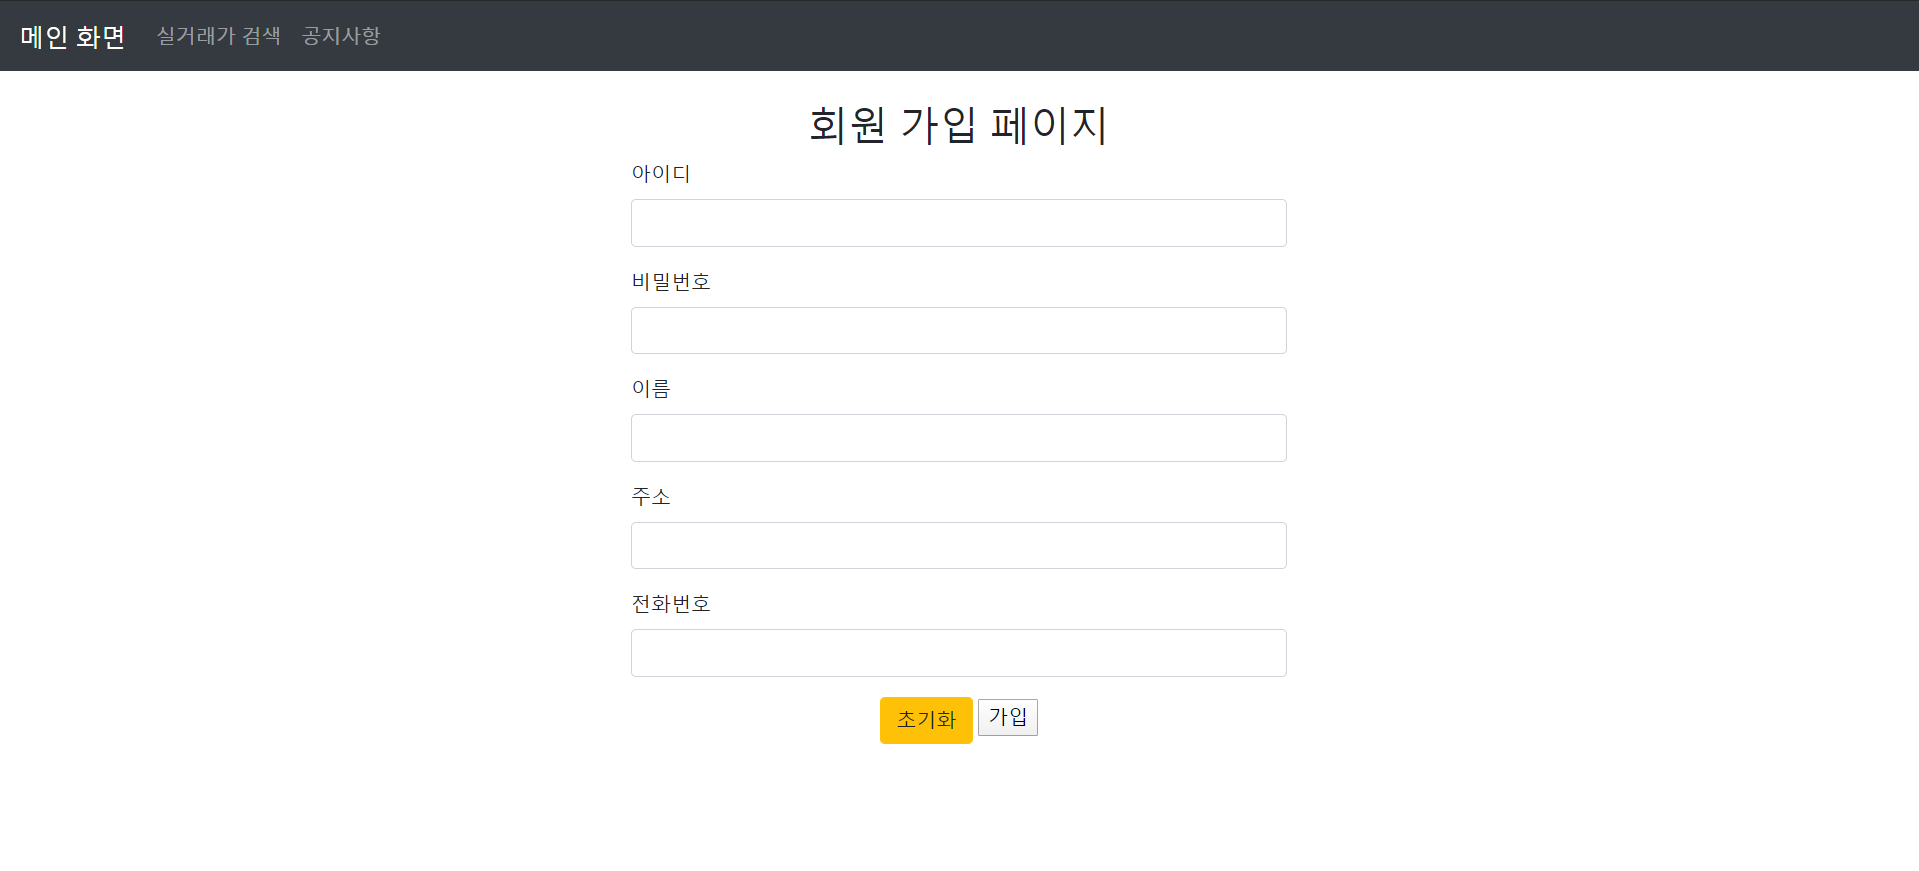 메인 화면 실거래가 검색 공지사항
회원 가입 페이지
아이디
비밀번호
이름
주소
전화번호
초기화 가입